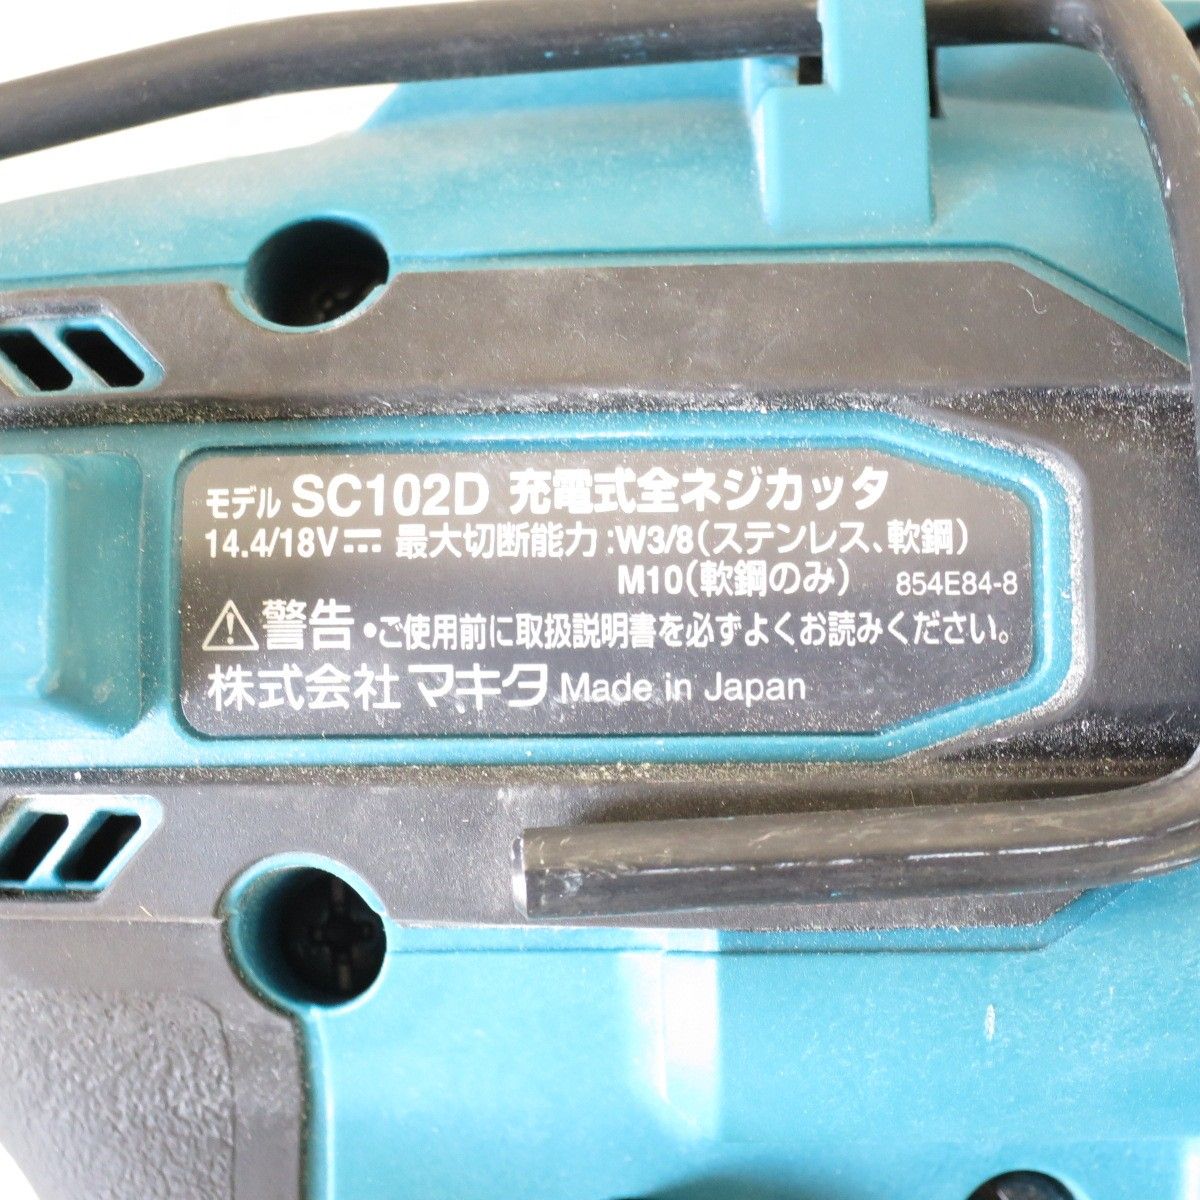 モデル SC102D 充電式全ネジカッタ
14.4/18V⎓ 最大切断能力:W3/8(ステンレス、軟鋼)
M10(軟鋼のみ) 854E84-8
⚠警告・ご使用前に取扱説明書を必ずよくお読みください。
株式会社 マキタ Made in Japan